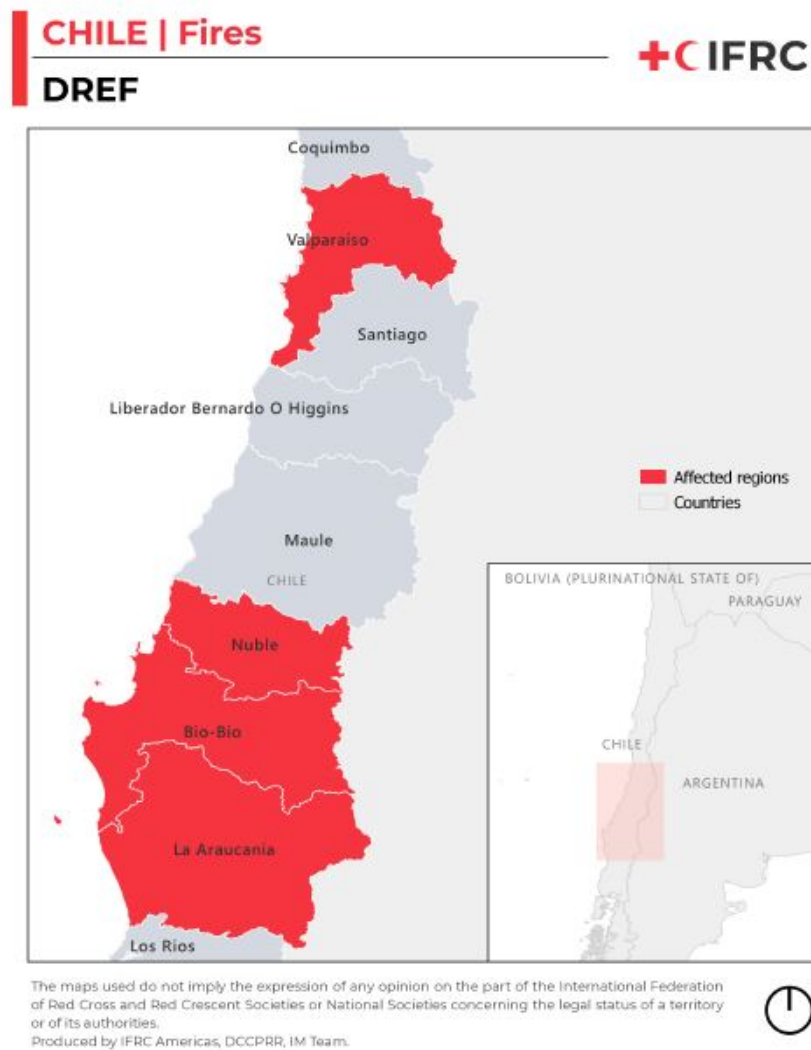 CHILE | Fires
IFRC
DREF
Coquimbo
Valparaiso
Santiago
Liberador Bernardo O Higgins
Affected regions
Countries
Maule
CHILE
BOLIVIA (PLURINATIONAL STATE OF)
PARAGUAY
Nuble
Bio-Bio
CHILE
ARGENTINA
La Araucania
Los Rios
The maps used do not imply the expression of any opinion on the part of the International Federation
of Red Cross and Red Crescent Societies or National Societies concerning the legal status of a territory
or of its authorities.
Produced by IFRC Americas, DCCPRR, IM Team.